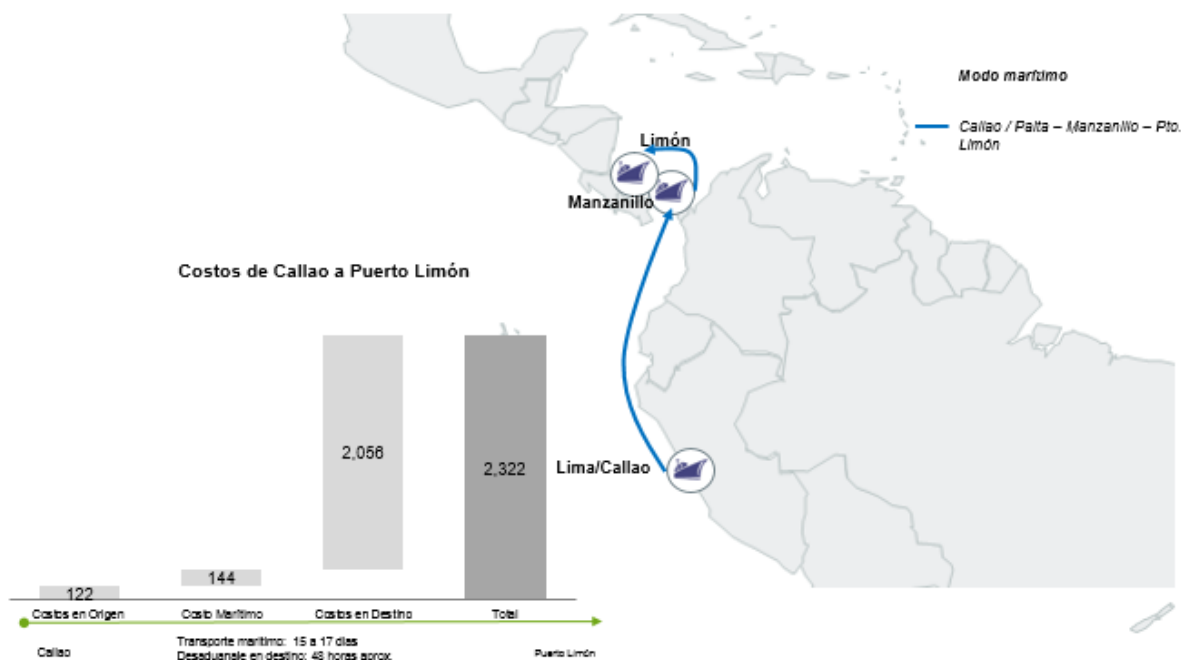 Modo marítimo
Callao / Paita – Manzanillo – Pto.
Limón
Limón
Manzanillo
Costos de Callao a Puerto Limón
2,056
2,322
Lima/Callao
144
122
Costos en Origen
Costo Marítimo
Costos en Destino
Total
Callao
Transporte marítimo: 15 a 17 días
Desaduanaje en destino: 48 horas aprox.
Puerto Limón